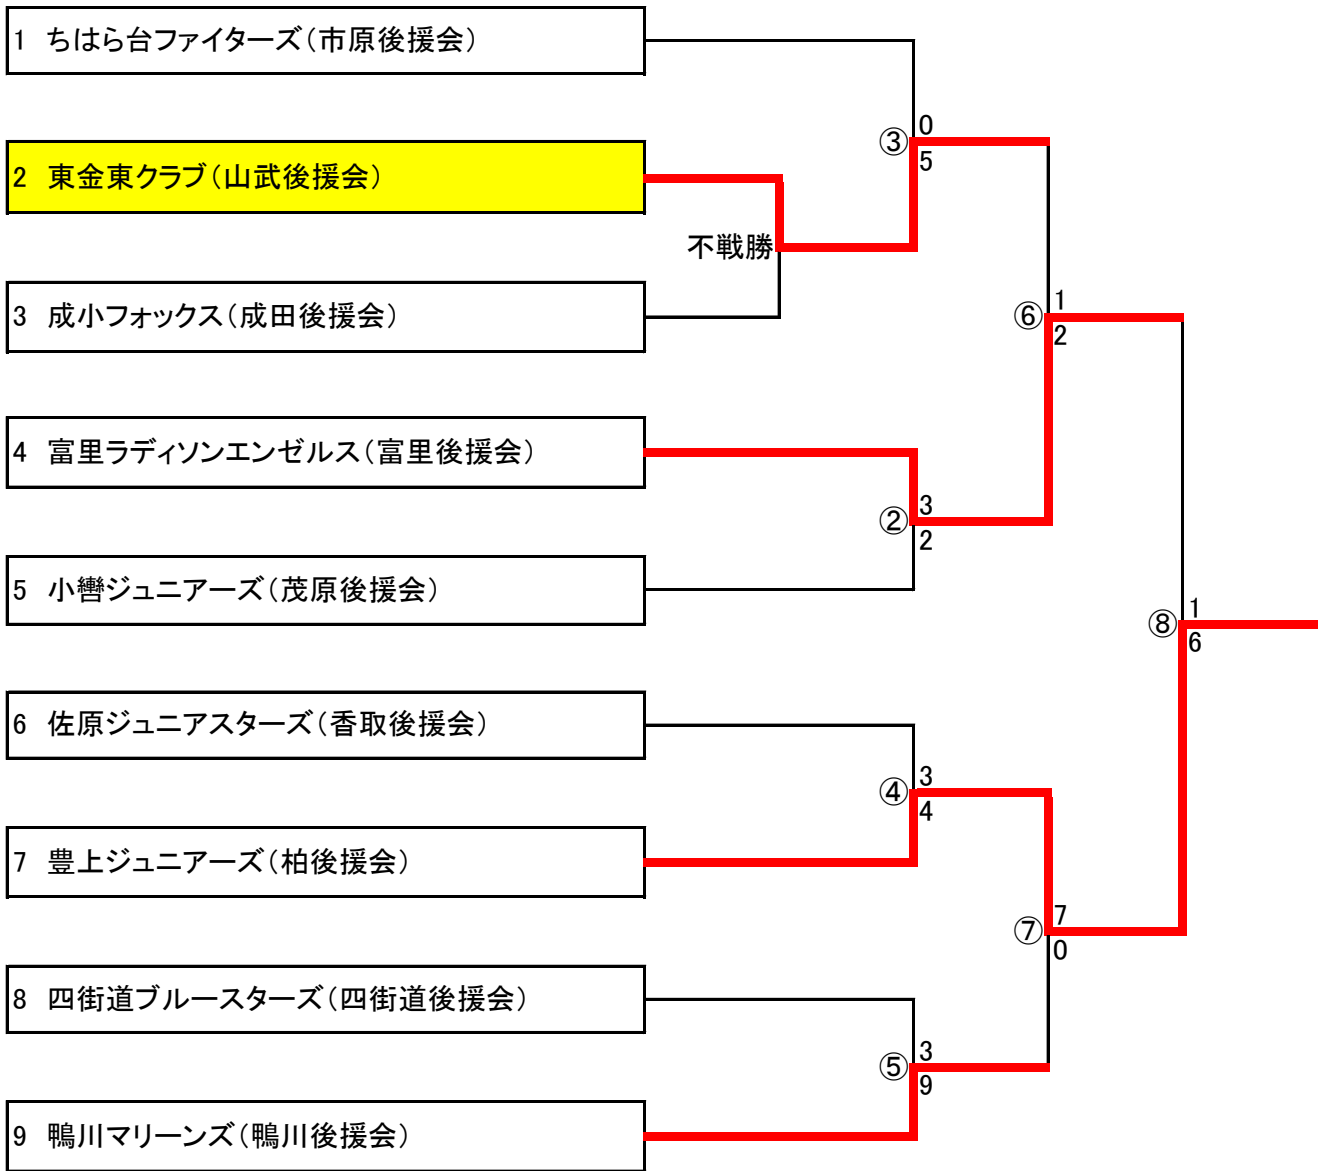 1 ちはら台ファイターズ（市原後援会）
0
③
5
2 東金東クラブ（山武後援会）
不戦勝
3 成小フォックス（成田後援会）
1
⑥
2
4 富里ラディソンエンゼルス（富里後援会）
3
②
2
5 小轡ジュニアーズ（茂原後援会）
1
⑧
6
6 佐原ジュニアスターズ（香取後援会）
3
④
4
7 豊上ジュニアーズ（柏後援会）
7
⑦
0
8 四街道ブルースターズ（四街道後援会）
3
⑤
9
9 鴨川マリーンズ（鴨川後援会）